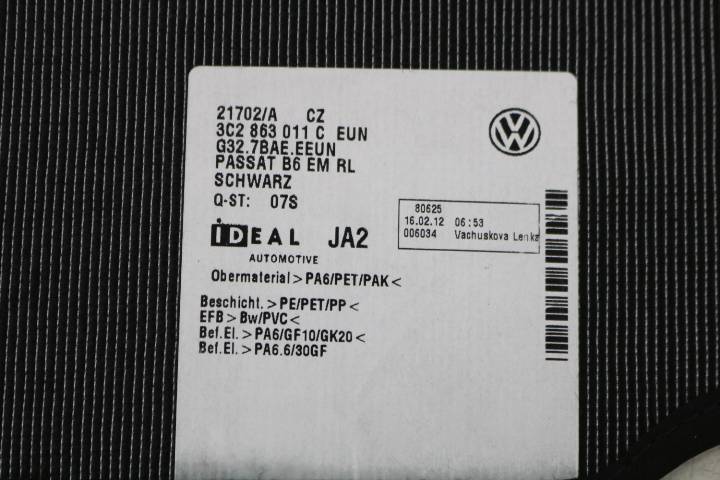 21702/A CZ
3C2 863 011 C EUN
G32.7BAE.EEUN
PASSAT B6 EM RL
SCHWARZ
Q-ST: 07S
80625
16.02.12 06:53
006034 Vachuskova Lenka
iDEAL JA2
AUTOMOTIVE
Obermaterial>PA6/PET/PAK<
Beschicht.>PE/PET/PP<
EFB>Bw/PVC<
Bef.El.>PA6/GF10/GK20<
Bef.El.>PA6.6/30GF